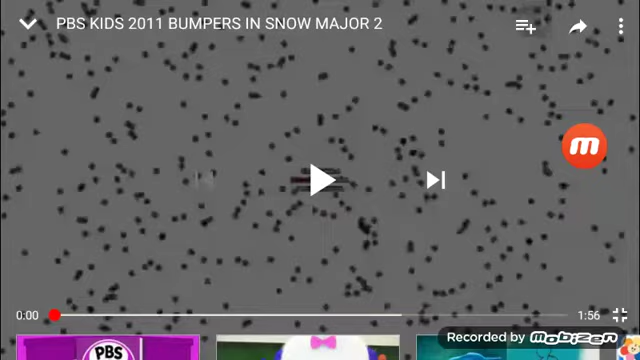 PBS KIDS 2011 BUMPERS IN SNOW MAJOR 2
m
0:00
1:56
Recorded by mobizen
PBS